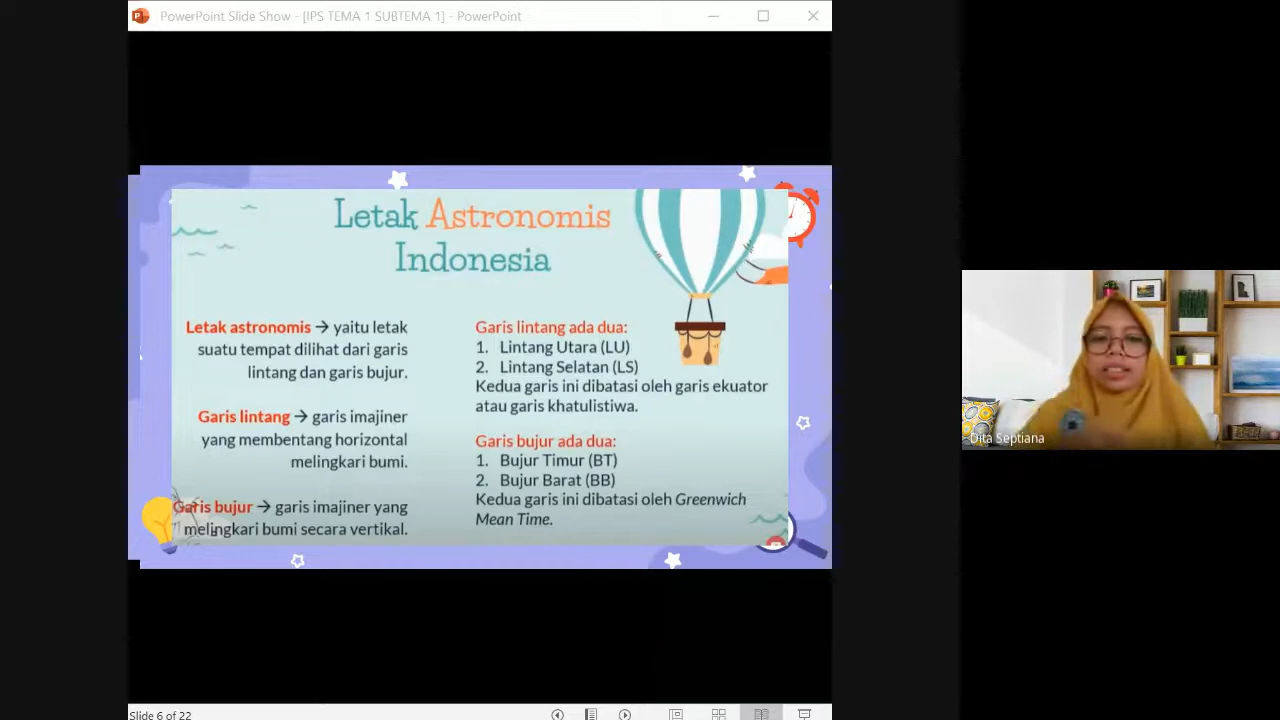 PowerPoint Slide Show - [IPS TEMA 1 SUBTEMA 1] - PowerPoint
Letak Astronomis
Indonesia
Letak astronomis → yaitu letak
suatu tempat dilihat dari garis
lintang dan garis bujur.
Garis lintang → garis imajiner
yang membentang horizontal
melingkari bumi.
Garis bujur → garis imajiner yang
melingkari bumi secara vertikal.
Garis lintang ada dua:
1. Lintang Utara (LU)
2. Lintang Selatan (LS)
Kedua garis ini dibatasi oleh garis ekuator
atau garis khatulistiwa.
Garis bujur ada dua:
1. Bujur Timur (BT)
2. Bujur Barat (BB)
Kedua garis ini dibatasi oleh Greenwich
Mean Time.
Dita Septiana
Slide 6 of 22